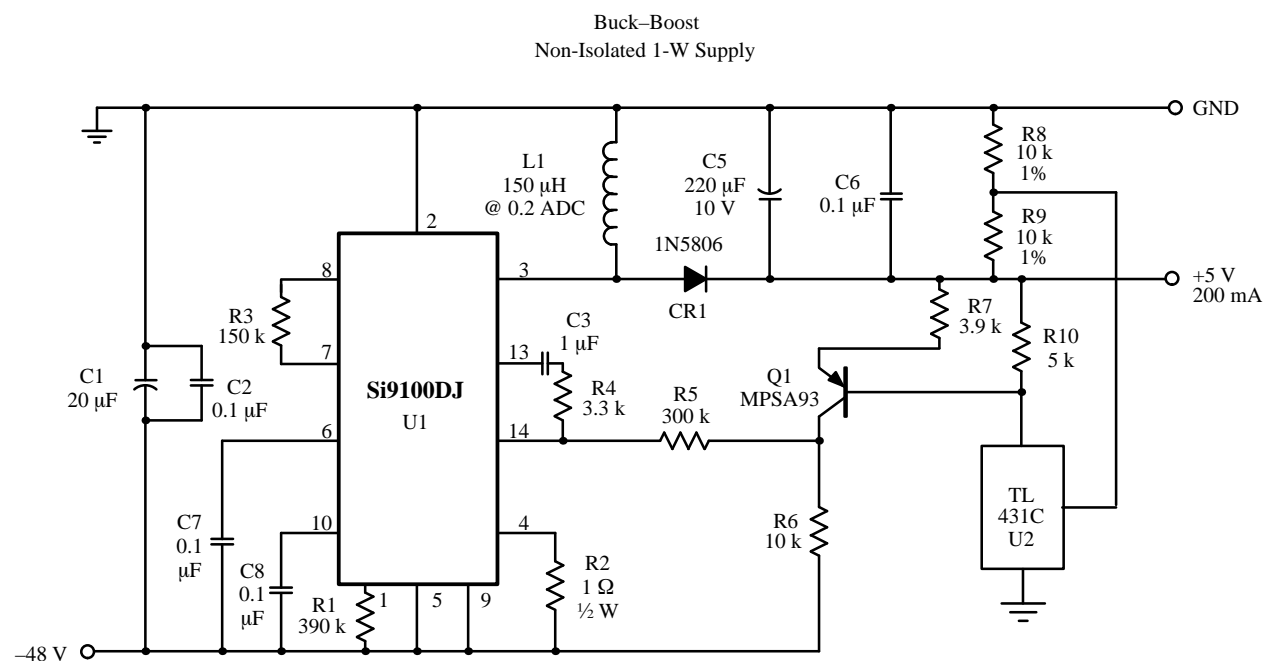 Buck–Boost
Non-Isolated 1-W Supply
GND
R8
10 k
1%
L1
150 µH
@ 0.2 ADC
C5
220 µF
10 V
C6
0.1 µF
R9
10 k
1%
2
1N5806
8
3
+5 V
200 mA
CR1
R7
3.9 k
R3
150 k
C3
1 µF
R10
5 k
7
13
C1
20 µF
C2
0.1 µF
Si9100DJ
U1
R4
3.3 k
R5
300 k
Q1
MPSA93
6
14
TL
431C
U2
C7
0.1
µF
10
4
R6
10 k
C8
0.1
µF
R2
1 Ω
½ W
R1
390 k
1
5
9
–48 V